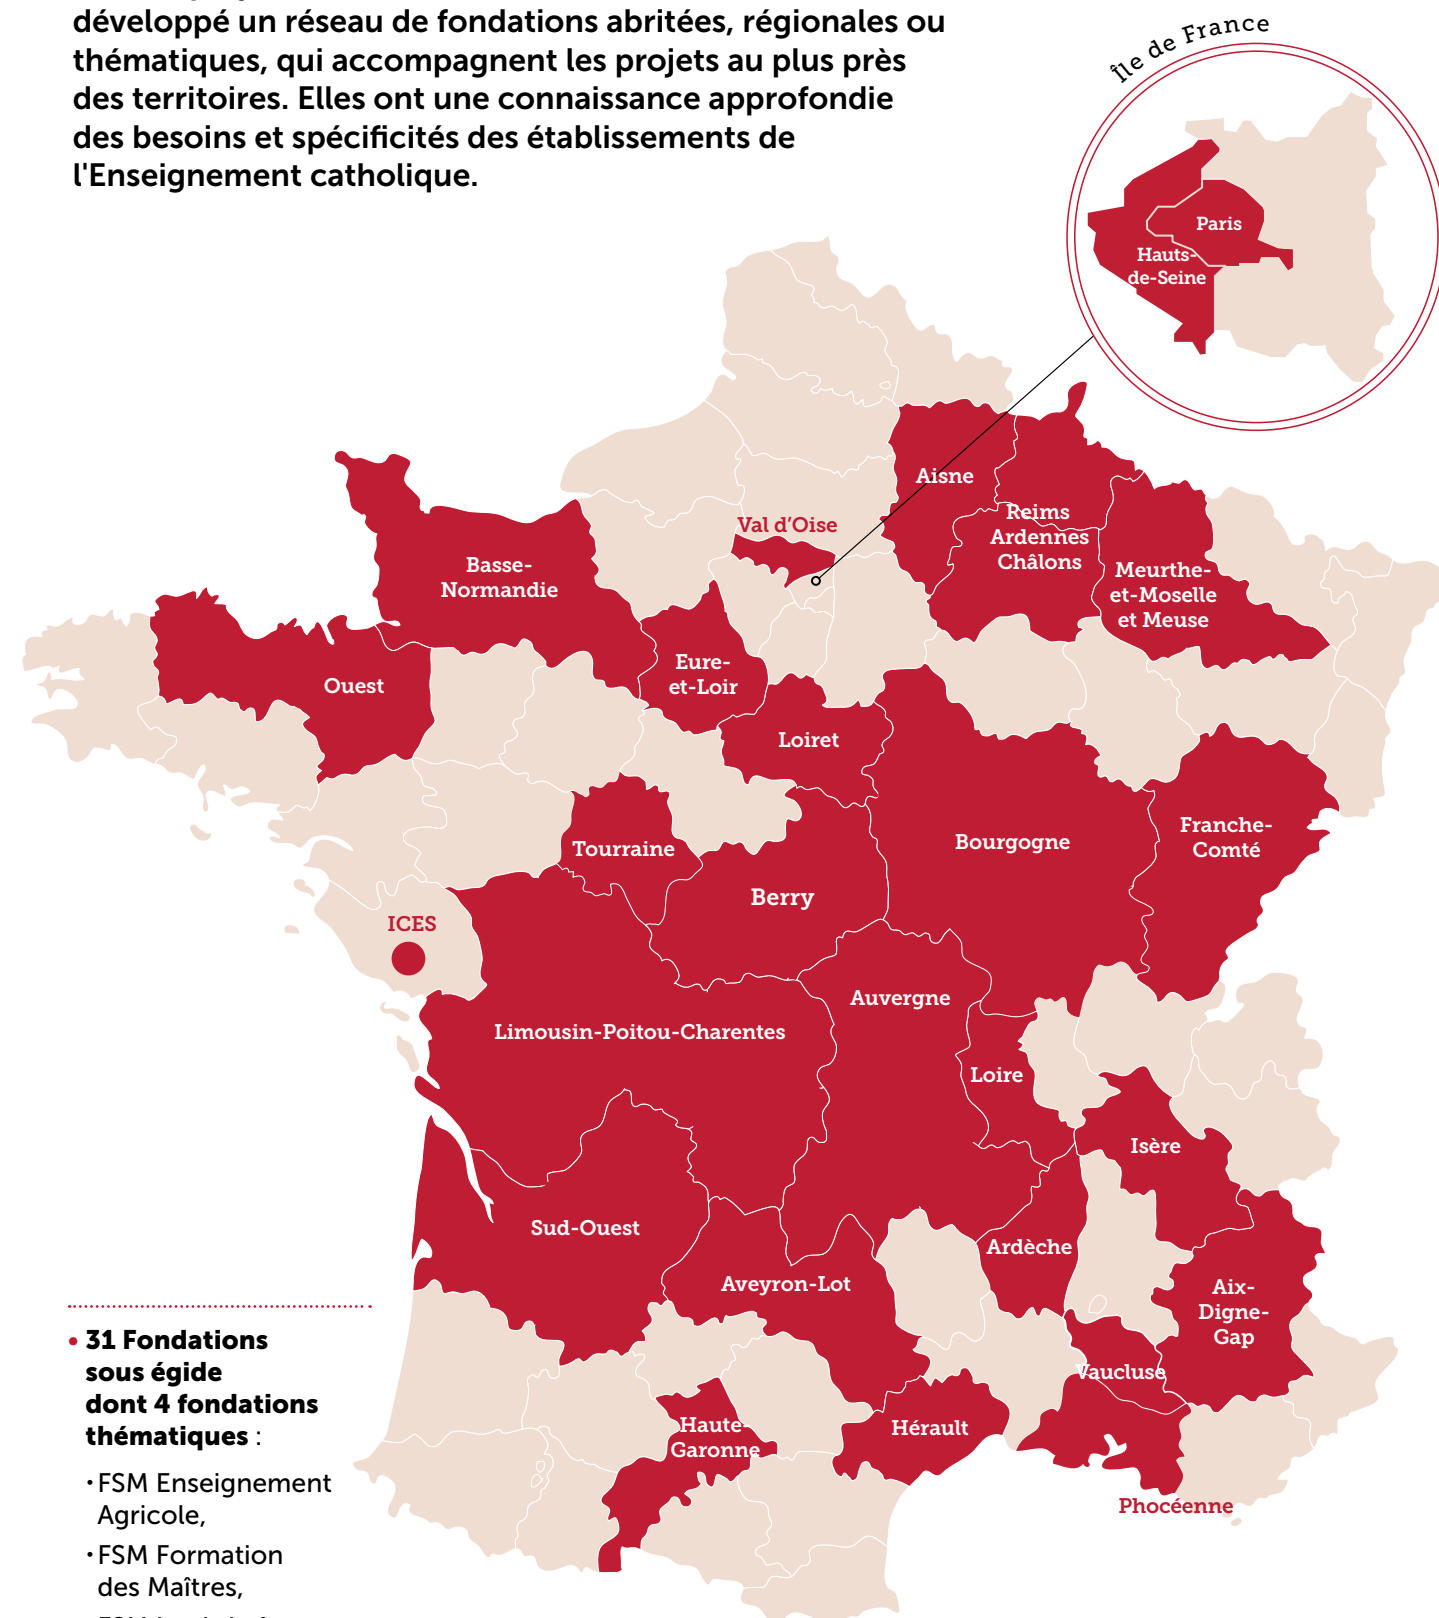 développé un réseau de fondations abritées, régionales ou
thématiques, qui accompagnent les projets au plus près
des territoires. Elles ont une connaissance approfondie
des besoins et spécificités des établissements de
l'Enseignement catholique.
Île de France
Paris
Hauts-
de-Seine
Aisne
Reims
Ardennes
Châlons
Val d'Oise
Meurthe-
et-Moselle
et Meuse
Basse-
Normandie
Eure-
et-Loir
Ouest
Loiret
Tourraine
Bourgogne
Franche-
Comté
Berry
ICES
Auvergne
Limousin-Poitou-Charentes
Loire
Isère
Sud-Ouest
Ardèche
Aveyron-Lot
Aix-
Digne-
Gap
Vaucluse
Haute-
Garonne
Hérault
Phocéenne
• 31 Fondations
sous égide
dont 4 fondations
thématiques :
· FSM Enseignement
Agricole,
· FSM Formation
des Maîtres,